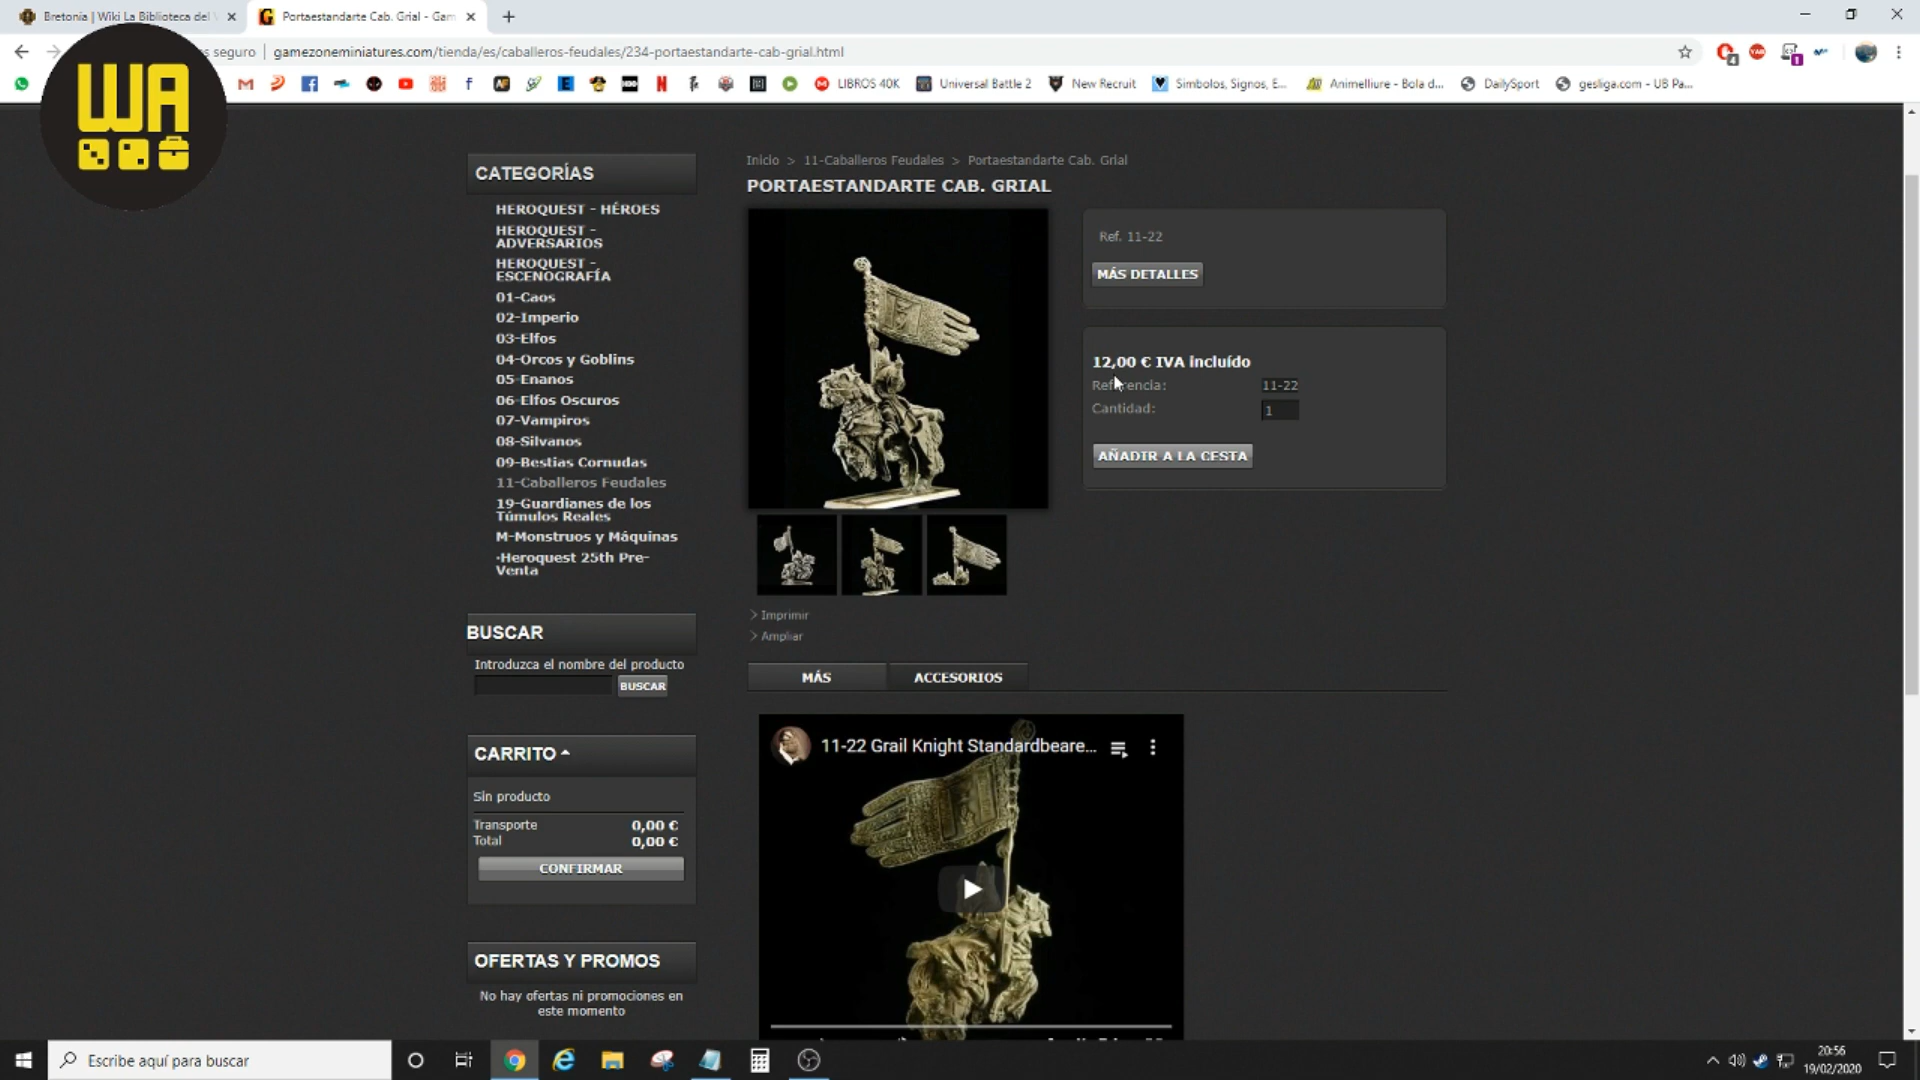 Bretonia | Wiki La Biblioteca del
Portaestandarte Cab. Grial - Gam
seguro | gamezoneminiatures.com/tienda/es/caballeros-feudales/234-portaestandarte-cab-grial.html
LIBROS 40K
Universal Battle 2
New Recruit
Simbolos, Signos, E...
Animelliure - Bola d...
DailySport
gesliga.com - UB Pa...
WA
Inicio > 11-Caballeros Feudales > Portaestandarte Cab. Grial
PORTAESTANDARTE CAB. GRIAL
CATEGORÍAS
HEROQUEST - HÉROES
HEROQUEST -
ADVERSARIOS
HEROQUEST -
ESCENOGRAFÍA
01-Caos
02-Imperio
03-Elfos
04-Orcos y Goblins
05-Enanos
06-Elfos Oscuros
07-Vampiros
08-Silvanos
09-Bestias Cornudas
11-Caballeros Feudales
19-Guardianes de los
Túmulos Reales
M-Monstruos y Máquinas
·Heroquest 25th Pre-
Venta
Ref. 11-22
MÁS DETALLES
12,00 € IVA incluído
Referencia: 11-22
Cantidad: 1
AÑADIR A LA CESTA
> Imprimir
> Ampliar
BUSCAR
Introduzca el nombre del producto
BUSCAR
MÁS
ACCESORIOS
11-22 Grail Knight Standardbeare...
CARRITO
Sin producto
Transporte 0,00 €
Total 0,00 €
CONFIRMAR
OFERTAS Y PROMOS
No hay ofertas ni promociones en
este momento
Escribe aquí para buscar
20:56
19/02/2020